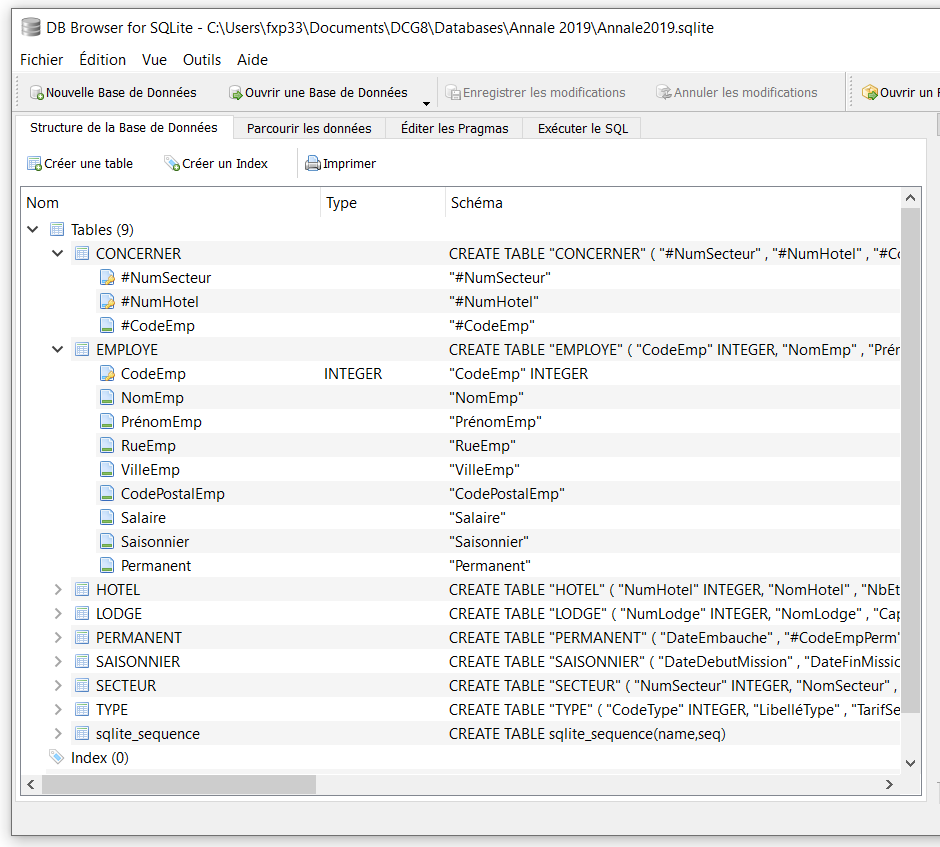 DB Browser for SQLite - C:\Users\fxp33\Documents\DCG8\Databases\Annale 2019\Annale2019.sqlite
Fichier Édition Vue Outils Aide
Nouvelle Base de Données Ouvrir une Base de Données Enregistrer les modifications Annuler les modifications Ouvrir un
Structure de la Base de Données Parcourir les données Éditer les Pragmas Exécuter le SQL
Créer une table Créer un Index Imprimer
Nom Type Schéma
Tables (9)
CONCERNER CREATE TABLE "CONCERNER" ( "#NumSecteur" , "#NumHotel" , "#Co
#NumSecteur "#NumSecteur"
#NumHotel "#NumHotel"
#CodeEmp "#CodeEmp"
EMPLOYE CREATE TABLE "EMPLOYE" ( "CodeEmp" INTEGER, "NomEmp" , "Prén
CodeEmp INTEGER "CodeEmp" INTEGER
NomEmp "NomEmp"
PrénomEmp "PrénomEmp"
RueEmp "RueEmp"
VilleEmp "VilleEmp"
CodePostalEmp "CodePostalEmp"
Salaire "Salaire"
Saisonnier "Saisonnier"
Permanent "Permanent"
HOTEL CREATE TABLE "HOTEL" ( "NumHotel" INTEGER, "NomHotel" , "NbEt
LODGE CREATE TABLE "LODGE" ( "NumLodge" INTEGER, "NomLodge" , "Cap
PERMANENT CREATE TABLE "PERMANENT" ( "DateEmbauche" , "#CodeEmpPerm"
SAISONNIER CREATE TABLE "SAISONNIER" ( "DateDebutMission" , "DateFinMissio
SECTEUR CREATE TABLE "SECTEUR" ( "NumSecteur" INTEGER, "NomSecteur" ,
TYPE CREATE TABLE "TYPE" ( "CodeType" INTEGER, "LibelléType" , "TarifSe
sqlite_sequence CREATE TABLE sqlite_sequence(name,seq)
Index (0)